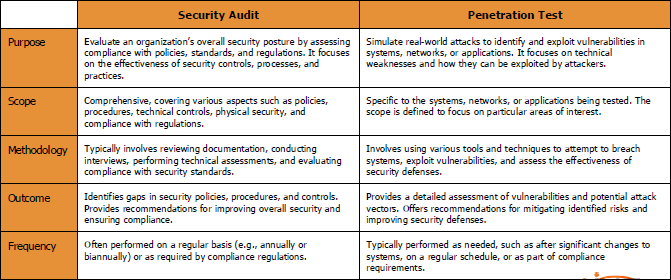 Security Audit
Penetration Test
Purpose
Evaluate an organization's overall security posture by assessing
compliance with policies, standards, and regulations. It focuses
on the effectiveness of security controls, processes, and
practices.
Simulate real-world attacks to identify and exploit vulnerabilities in
systems, networks, or applications. It focuses on technical
weaknesses and how they can be exploited by attackers.
Scope
Comprehensive, covering various aspects such as policies,
procedures, technical controls, physical security, and
compliance with regulations.
Specific to the systems, networks, or applications being tested. The
scope is defined to focus on particular areas of interest.
Methodology
Typically involves reviewing documentation, conducting
interviews, performing technical assessments, and evaluating
compliance with security standards.
Involves using various tools and techniques to attempt to breach
systems, exploit vulnerabilities, and assess the effectiveness of
security defenses.
Outcome
Identifies gaps in security policies, procedures, and controls.
Provides recommendations for improving overall security and
ensuring compliance.
Provides a detailed assessment of vulnerabilities and potential attack
vectors. Offers recommendations for mitigating identified risks and
improving security defenses.
Frequency
Often performed on a regular basis (e.g., annually or
biannually) or as required by compliance regulations.
Typically performed as needed, such as after significant changes to
systems, on a regular schedule, or as part of compliance
requirements.